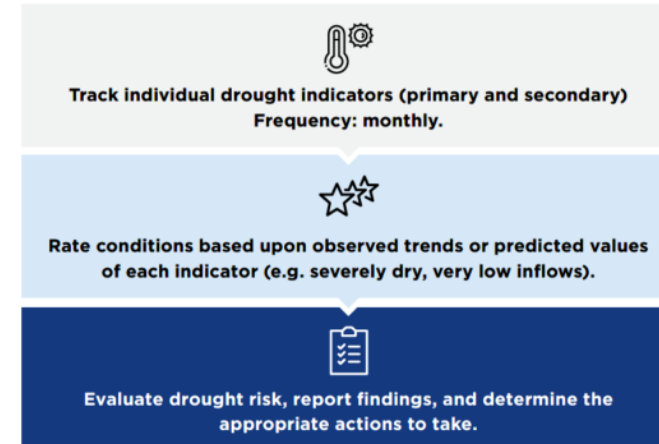 Track individual drought indicators (primary and secondary)
Frequency: monthly.
Rate conditions based upon observed trends or predicted values
of each indicator (e.g. severely dry, very low inflows).
Evaluate drought risk, report findings, and determine the
appropriate actions to take.